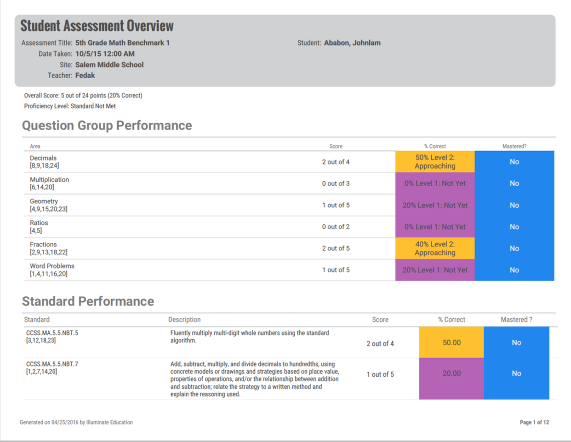 Student Assessment Overview
Assessment Title: 5th Grade Math Benchmark 1 Student: Ababon, Johnlam
Date Taken: 10/5/15 12:00 AM
Site: Salem Middle School
Teacher: Fedak
Overall Score: 5 out of 24 points (20% Correct)
Proficiency Level: Standard Not Met
Question Group Performance
Area Score % Correct Mastered?
Decimals
[8,9,18,24] 2 out of 4 50% Level 2: Approaching No
Multiplication
[6,14,20] 0 out of 3 0% Level 1: Not Yet No
Geometry
[4,9,15,20,23] 1 out of 5 20% Level 1: Not Yet No
Ratios
[4,5] 0 out of 2 0% Level 1: Not Yet No
Fractions
[2,9,13,18,22] 2 out of 5 40% Level 2: Approaching No
Word Problems
[1,4,11,16,20] 1 out of 5 20% Level 1: Not Yet No
Standard Performance
Standard Description Score % Correct Mastered ?
CCSS.MA.5.5.NBT.5 Fluently multiply multi-digit whole numbers using the standard
[3,12,18,23] algorithm. 2 out of 4 50.00 No
CCSS.MA.5.5.NBT.7 Add, subtract, multiply, and divide decimals to hundredths, using
[1,2,7,14,20] concrete models or drawings and strategies based on place value,
properties of operations, and/or the relationship between addition
and subtraction; relate the strategy to a written method and
explain the reasoning used. 1 out of 5 20.00 No
Generated on 04/25/2016 by Illuminate Education Page 1 of 12